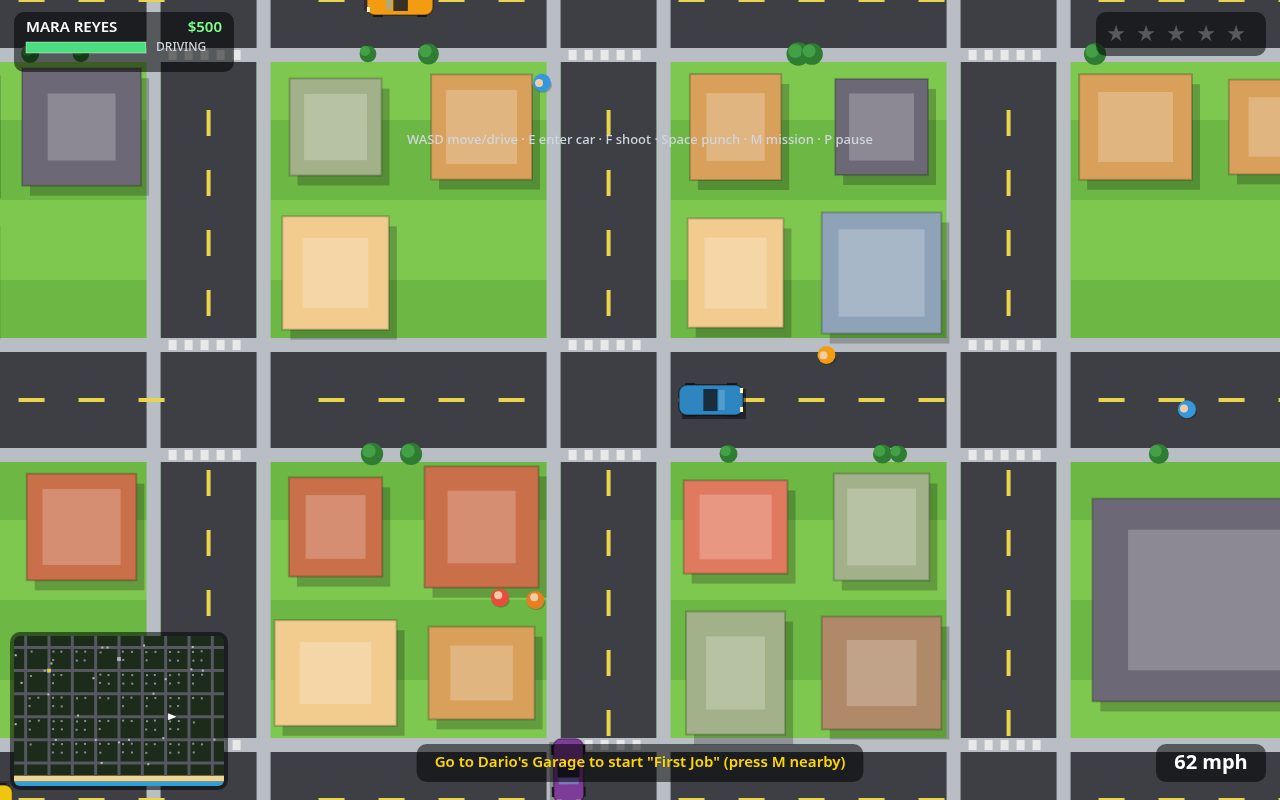 MARA REYES $500
DRIVING
★ ★ ★ ★ ★
WASD move/drive · E enter car · F shoot · Space punch · M mission · P pause
Go to Dario's Garage to start "First Job" (press M nearby)
62 mph